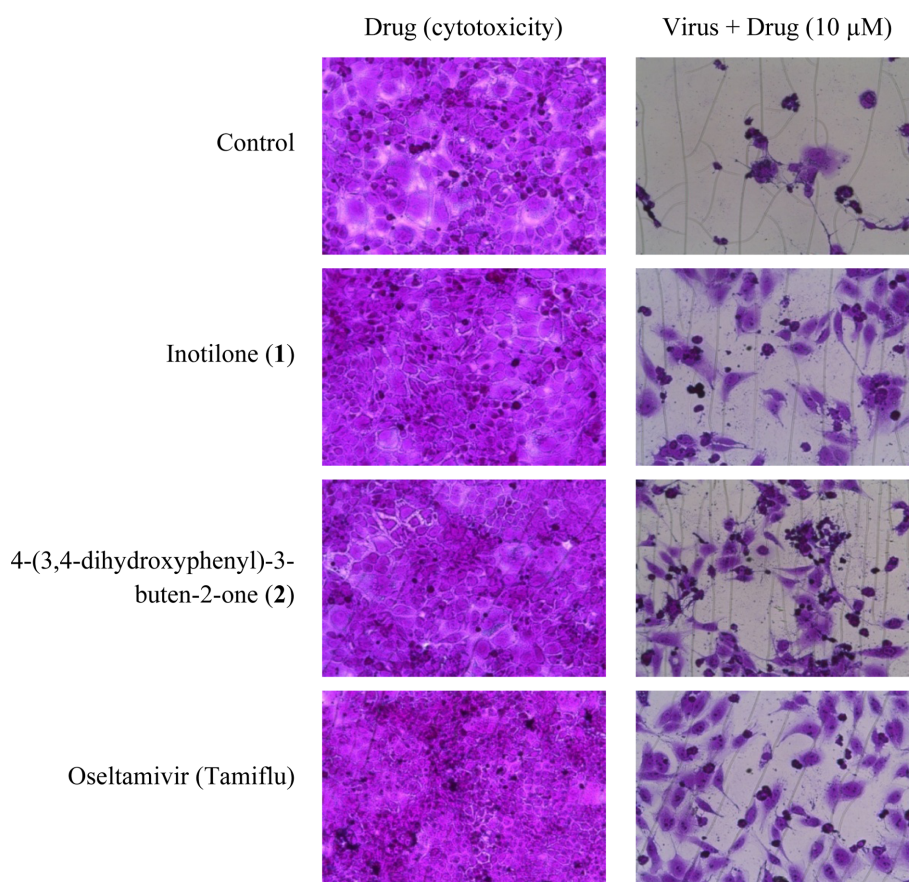 Drug (cytotoxicity)
Virus + Drug (10 µM)
Control
Inotilone (1)
4-(3,4-dihydroxyphenyl)-3-
buten-2-one (2)
Oseltamivir (Tamiflu)